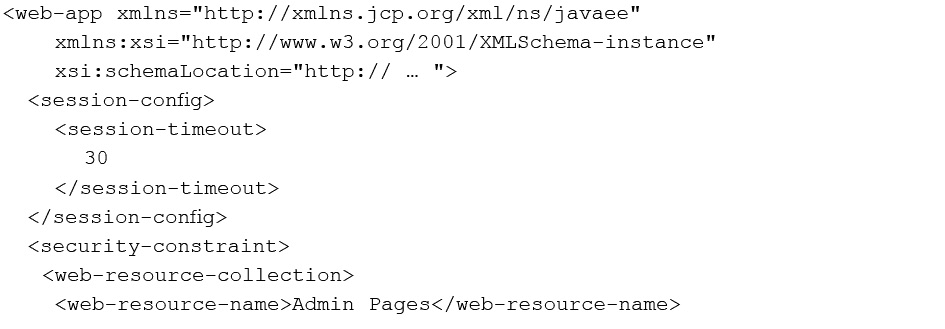 <web-app xmlns="http://xmlns.jcp.org/xml/ns/javaee"
xmlns:xsi="http://www.w3.org/2001/XMLSchema-instance"
xsi:schemaLocation="http:// … ">
<session-config>
<session-timeout>
30
</session-timeout>
</session-config>
<security-constraint>
<web-resource-collection>
<web-resource-name>Admin Pages</web-resource-name>